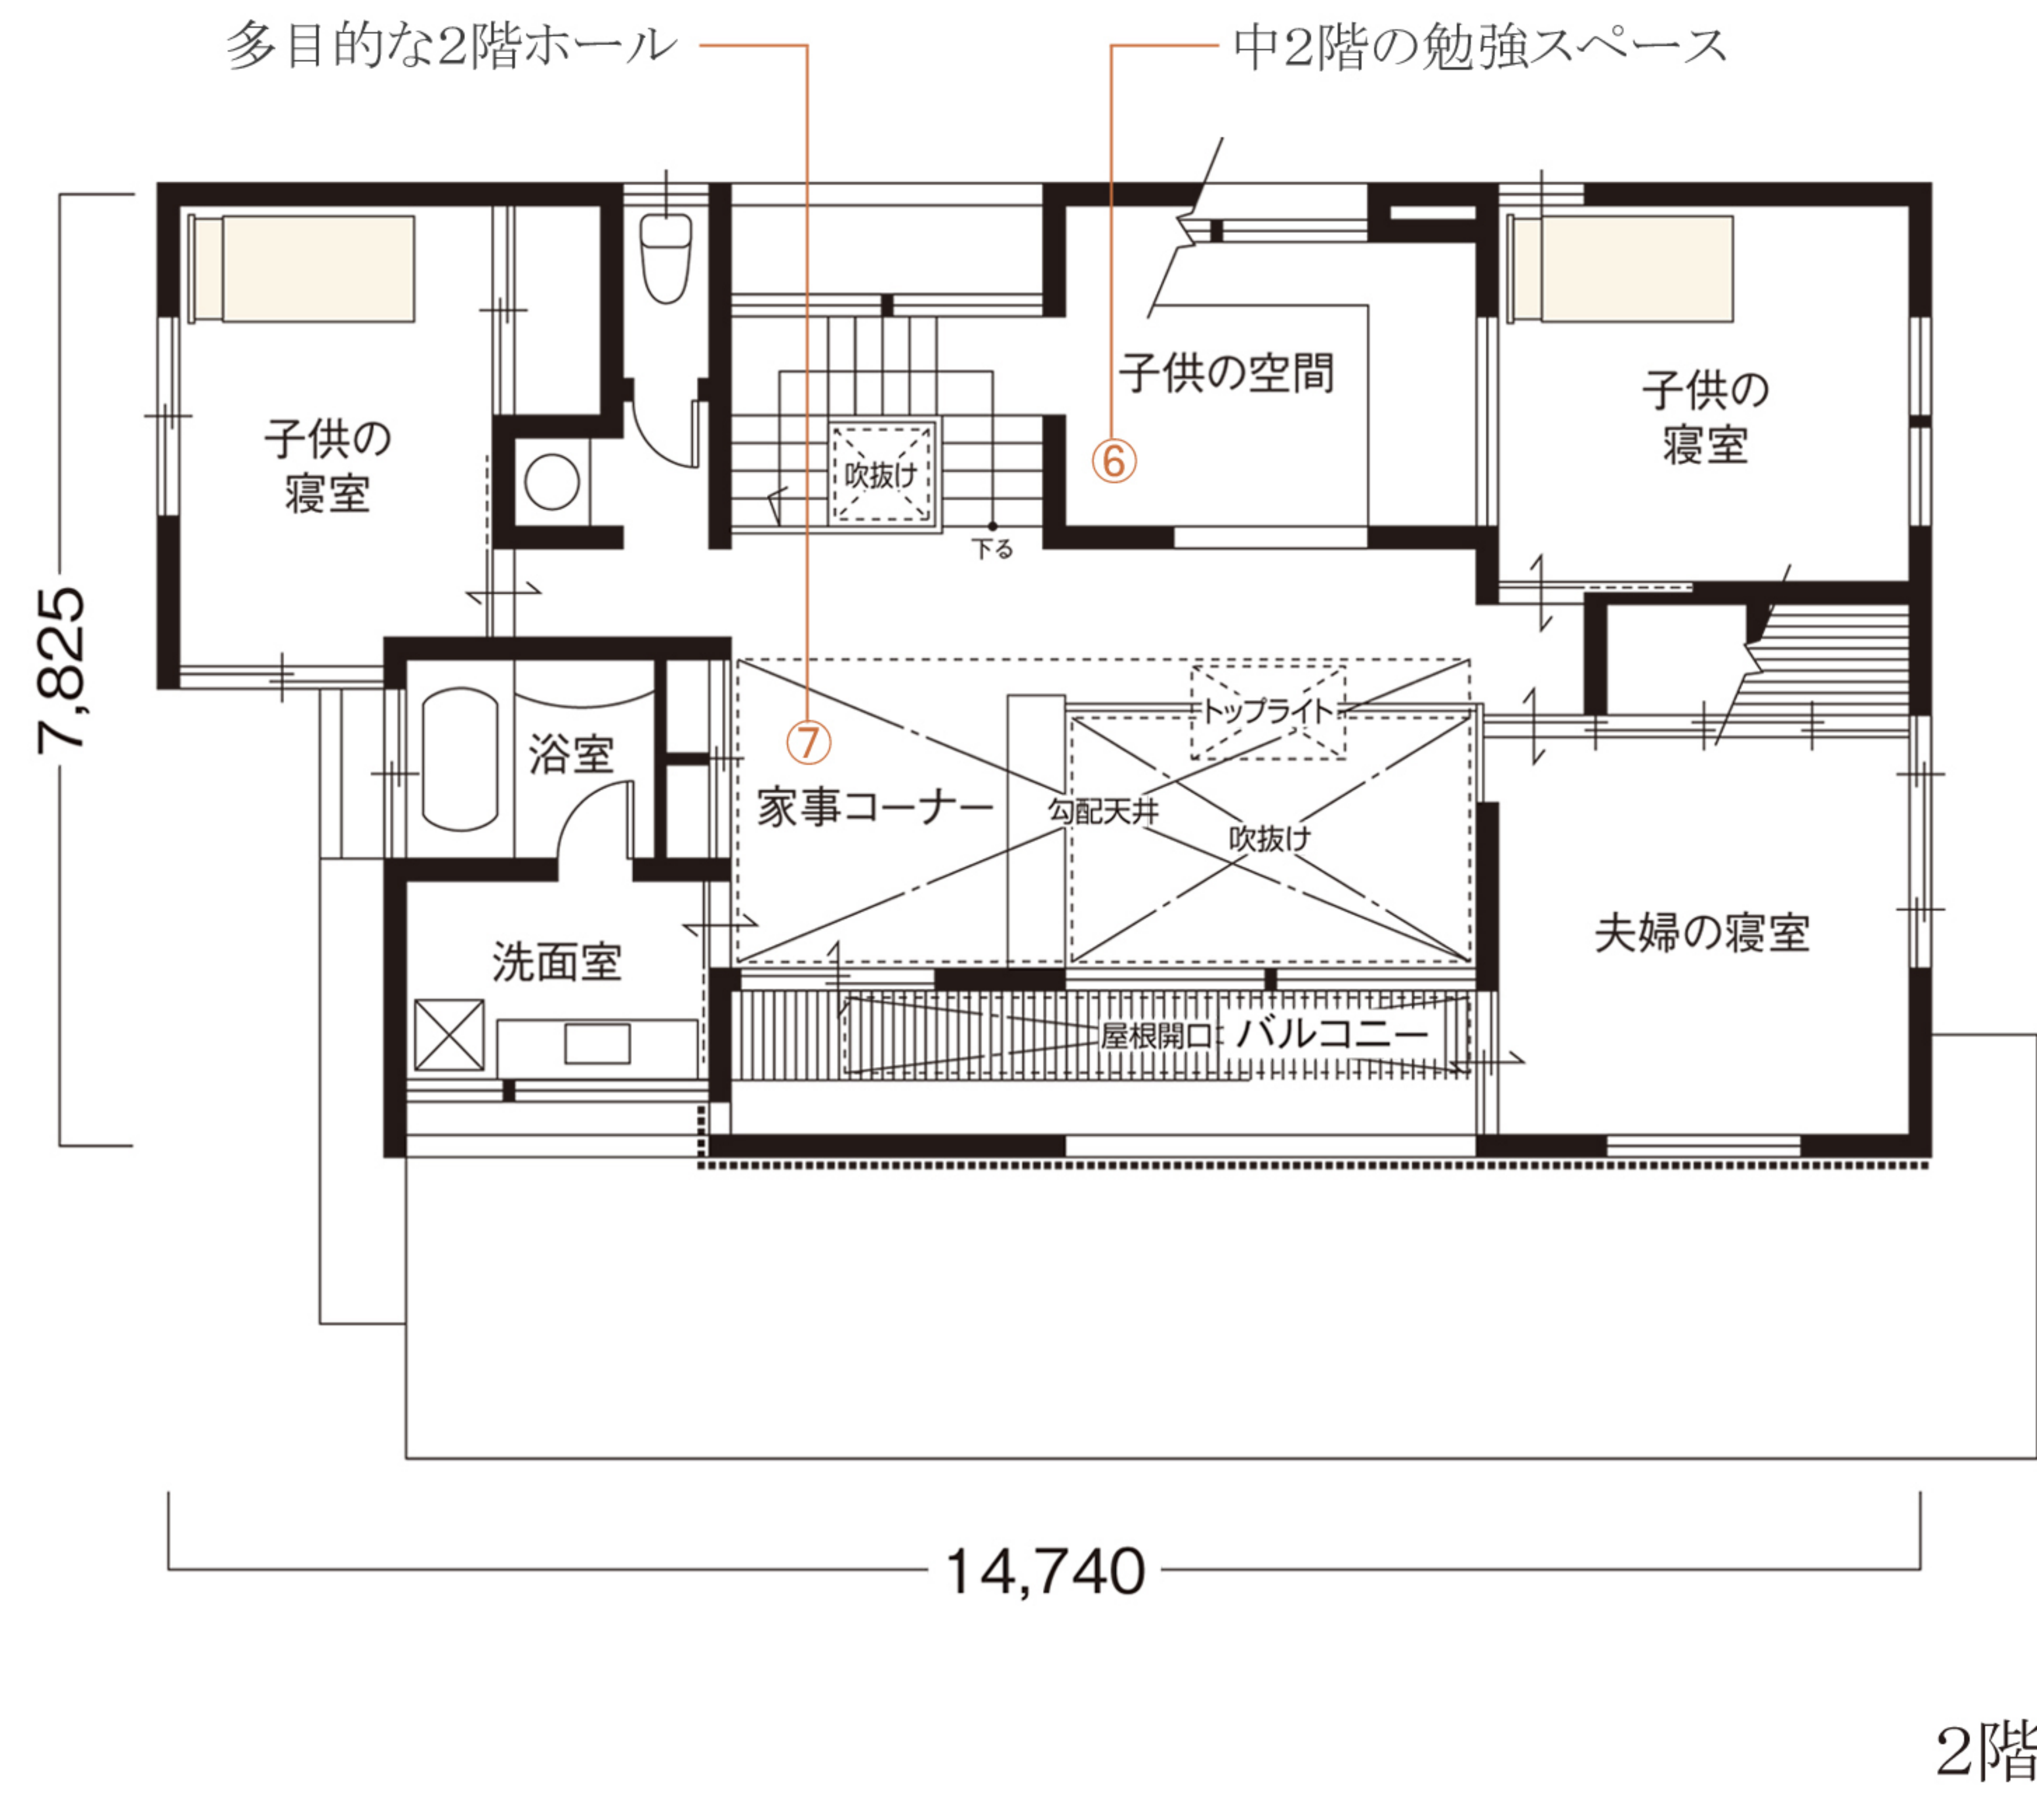 多目的な2階ホール
中2階の勉強スペース
子供の空間
子供の
寝室
子供の
寝室
⑥
吹抜け
下る
7,825
トップライト
浴室
⑦
家事コーナー
勾配天井
吹抜け
夫婦の寝室
洗面室
屋根開口
バルコニー
14,740
2階